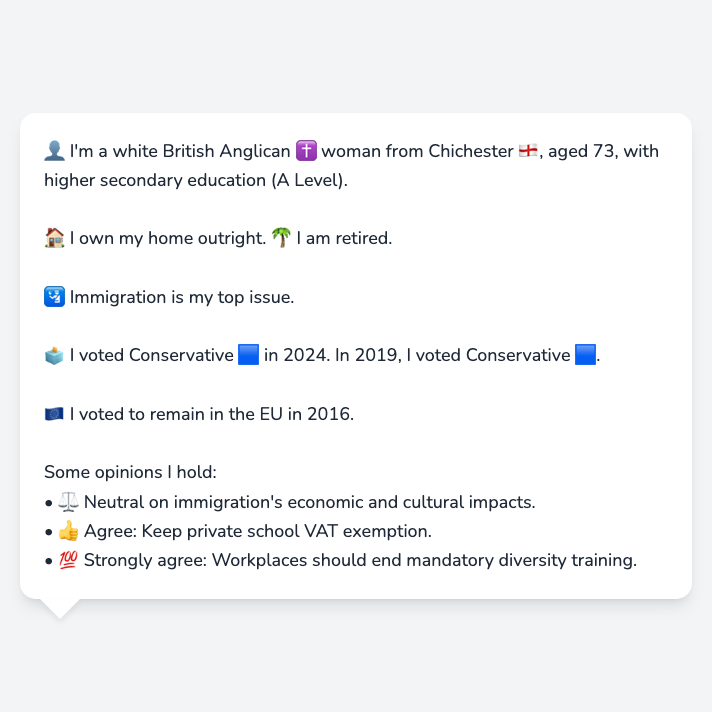 👤 I'm a white British Anglican ✝️ woman from Chichester 🏴󠁧󠁢󠁥󠁮󠁧󠁿, aged 73, with
higher secondary education (A Level).
🏠 I own my home outright. 🌴 I am retired.
🛂 Immigration is my top issue.
🗳️ I voted Conservative 🟦 in 2024. In 2019, I voted Conservative 🟦.
🇪🇺 I voted to remain in the EU in 2016.
Some opinions I hold:
• ⚖️ Neutral on immigration's economic and cultural impacts.
• 👍 Agree: Keep private school VAT exemption.
• 💯 Strongly agree: Workplaces should end mandatory diversity training.